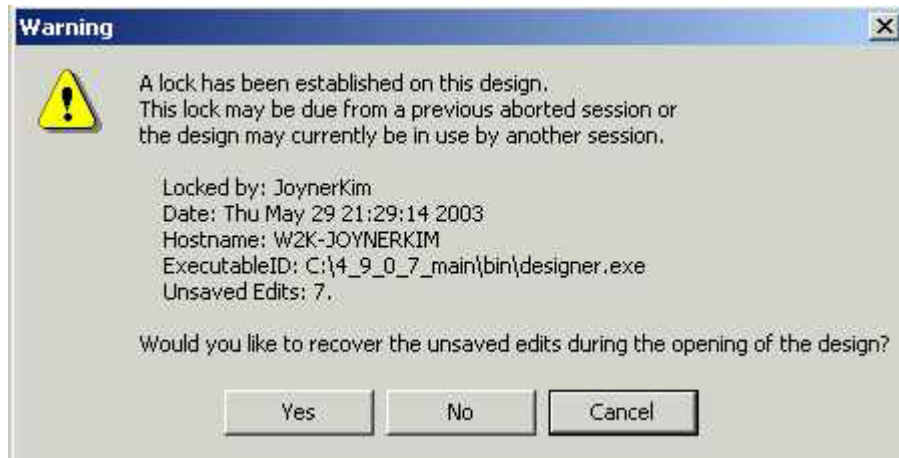 Warning
A lock has been established on this design.
This lock may be due from a previous aborted session or
the design may currently be in use by another session.
Locked by: JoynerKim
Date: Thu May 29 21:29:14 2003
Hostname: W2K-JOYNERKIM
ExecutableID: C:\4_9_0_7_main\bin\designer.exe
Unsaved Edits: 7.
Would you like to recover the unsaved edits during the opening of the design?
Yes No Cancel